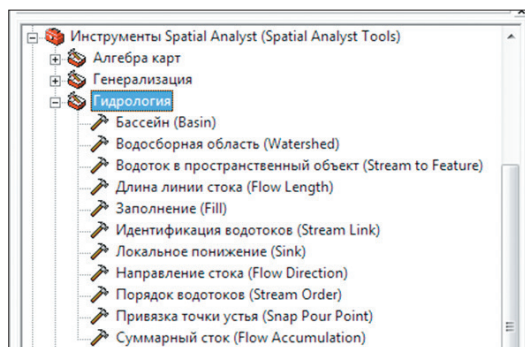 Инструменты Spatial Analyst (Spatial Analyst Tools)
Алгебра карт
Генерализация
Гидрология
Бассейн (Basin)
Водосборная область (Watershed)
Водоток в пространственный объект (Stream to Feature)
Длина линии стока (Flow Length)
Заполнение (Fill)
Идентификация водотоков (Stream Link)
Локальное понижение (Sink)
Направление стока (Flow Direction)
Порядок водотоков (Stream Order)
Привязка точки устья (Snap Pour Point)
Суммарный сток (Flow Accumulation)